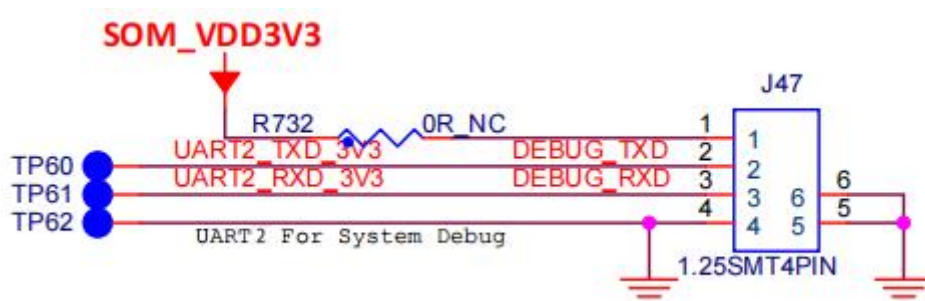 SOM_VDD3V3
J47
R732 0R_NC 1 1
UART2_TXD_3V3 DEBUG_TXD 2 2
TP60
UART2_RXD_3V3 DEBUG_RXD 3 3 6 6
TP61
TP62 4 4 5 5
UART2 For System Debug
1.25SMT4PIN